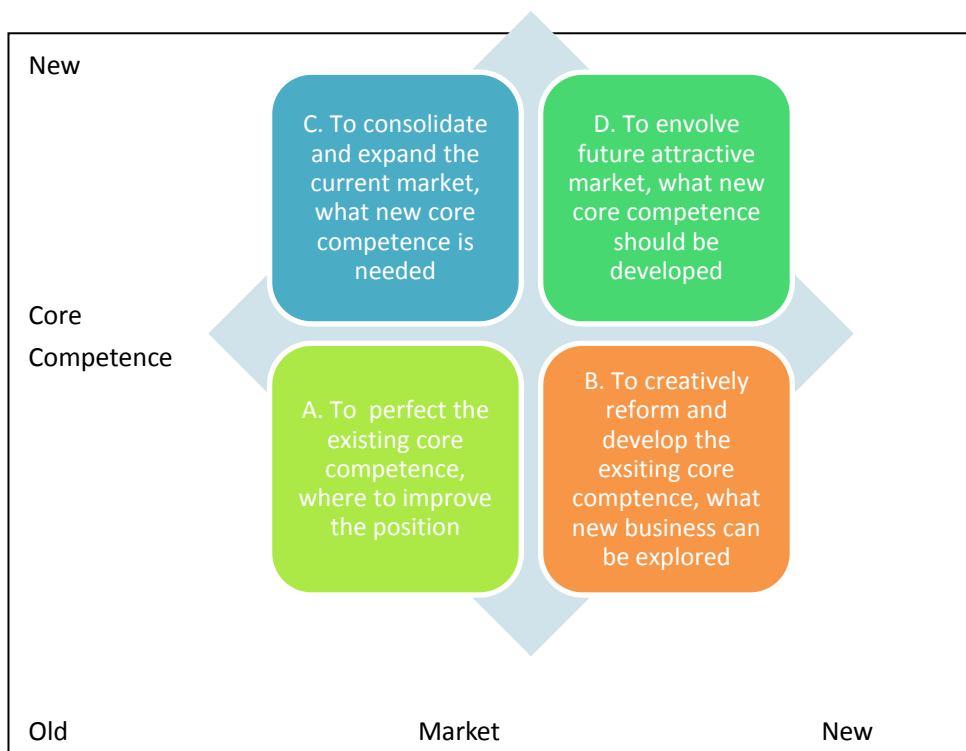 New
C. To consolidate
and expand the
current market,
what new core
competence is
needed
D. To envolve
future attractive
market, what new
core competence
should be
developed
Core
Competence
A. To  perfect the
existing core
competence,
where to improve
the position
B. To creatively
reform and
develop the
exsiting core
comptence, what
new business can
be explored
Old
Market
New